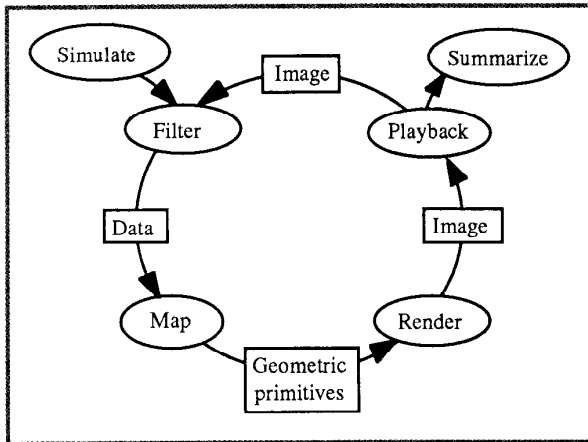 Simulate
Image
Summarize
Filter
Playback
Data
Image
Map
Render
Geometric
primitives